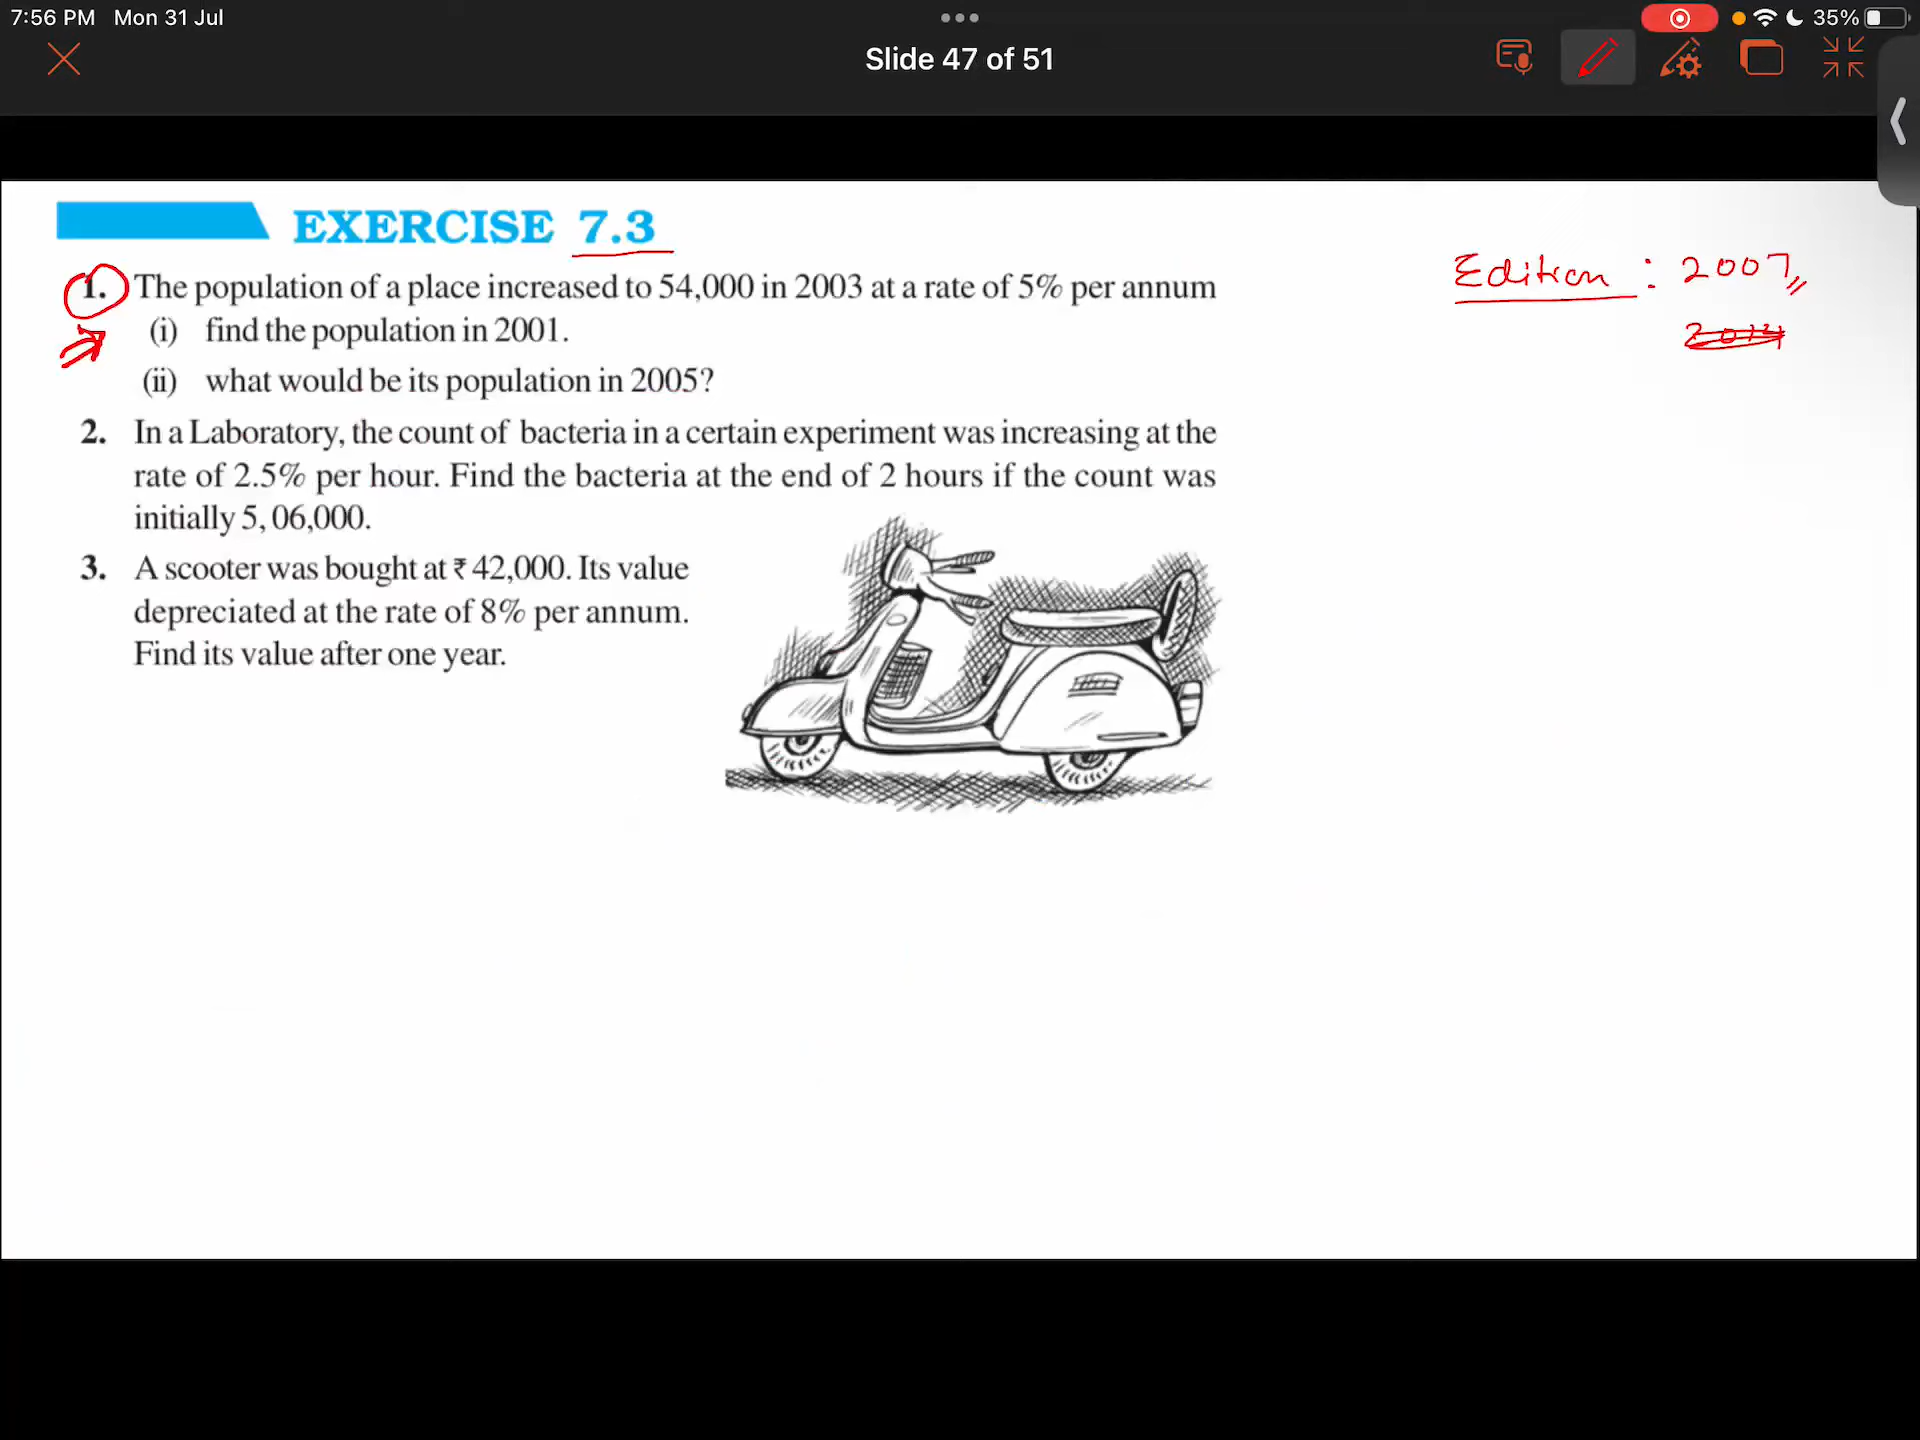 7:56 PM Mon 31 Jul
35%
Slide 47 of 51
EXERCISE 7.3
1. The population of a place increased to 54,000 in 2003 at a rate of 5% per annum
(i) find the population in 2001.
(ii) what would be its population in 2005?
2. In a Laboratory, the count of bacteria in a certain experiment was increasing at the
rate of 2.5% per hour. Find the bacteria at the end of 2 hours if the count was
initially 5, 06,000.
3. A scooter was bought at ₹ 42,000. Its value
depreciated at the rate of 8% per annum.
Find its value after one year.
Edition : 2007